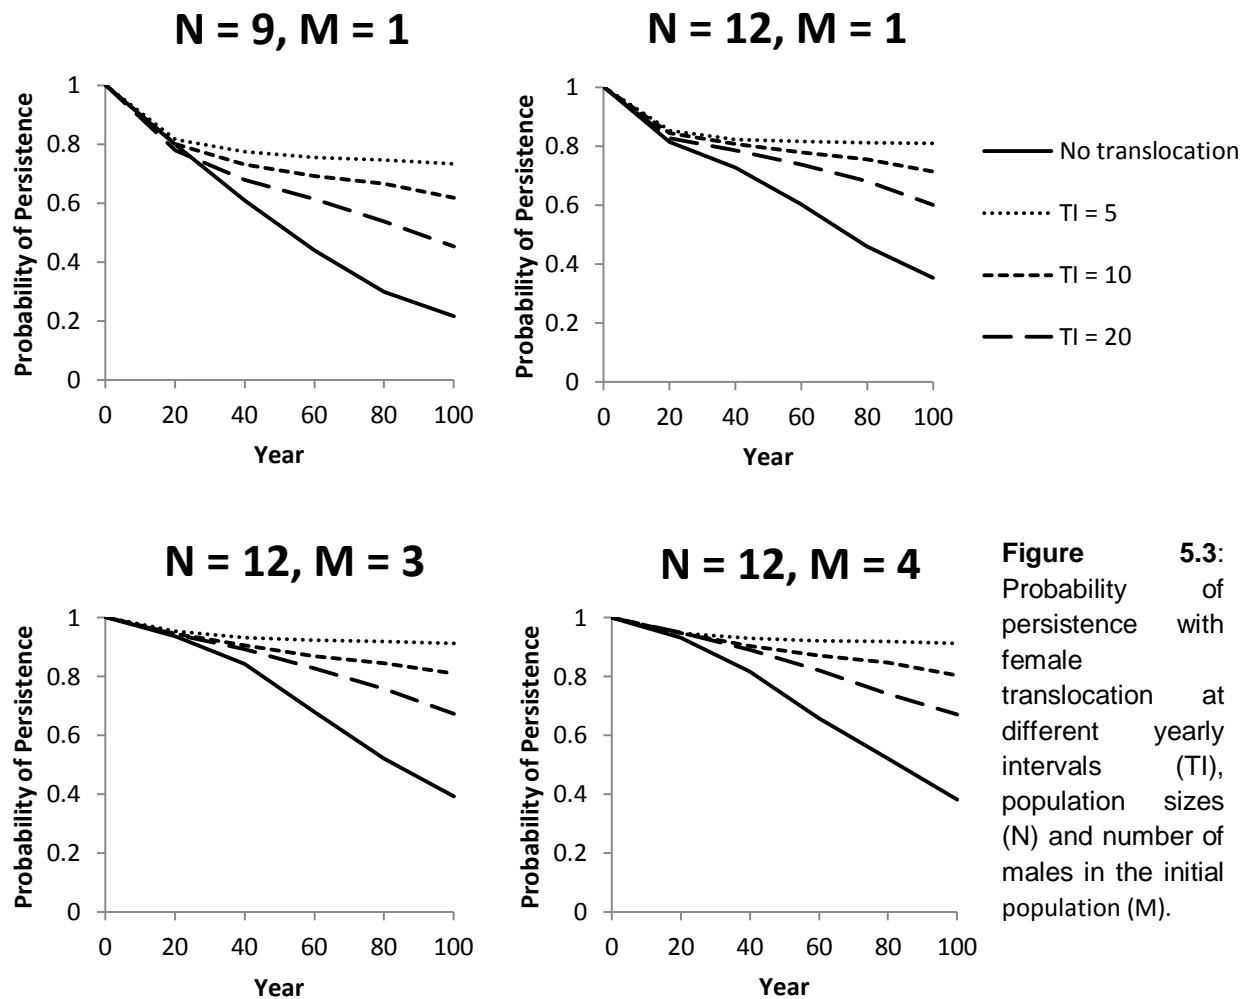 N = 9, M = 1
Probability of Persistence
1
0.8
0.6
0.4
0.2
0
0 20 40 60 80 100
Year
N = 12, M = 1
Probability of Persistence
1
0.8
0.6
0.4
0.2
0
0 20 40 60 80 100
Year
No translocation
TI = 5
TI = 10
TI = 20
N = 12, M = 3
Probability of Persistence
1
0.8
0.6
0.4
0.2
0
0 20 40 60 80 100
Year
N = 12, M = 4
Probability of Persistence
1
0.8
0.6
0.4
0.2
0
0 20 40 60 80 100
Year
Figure 5.3:
Probability of
persistence with
female
translocation at
different yearly
intervals (TI),
population sizes
(N) and number of
males in the initial
population (M).